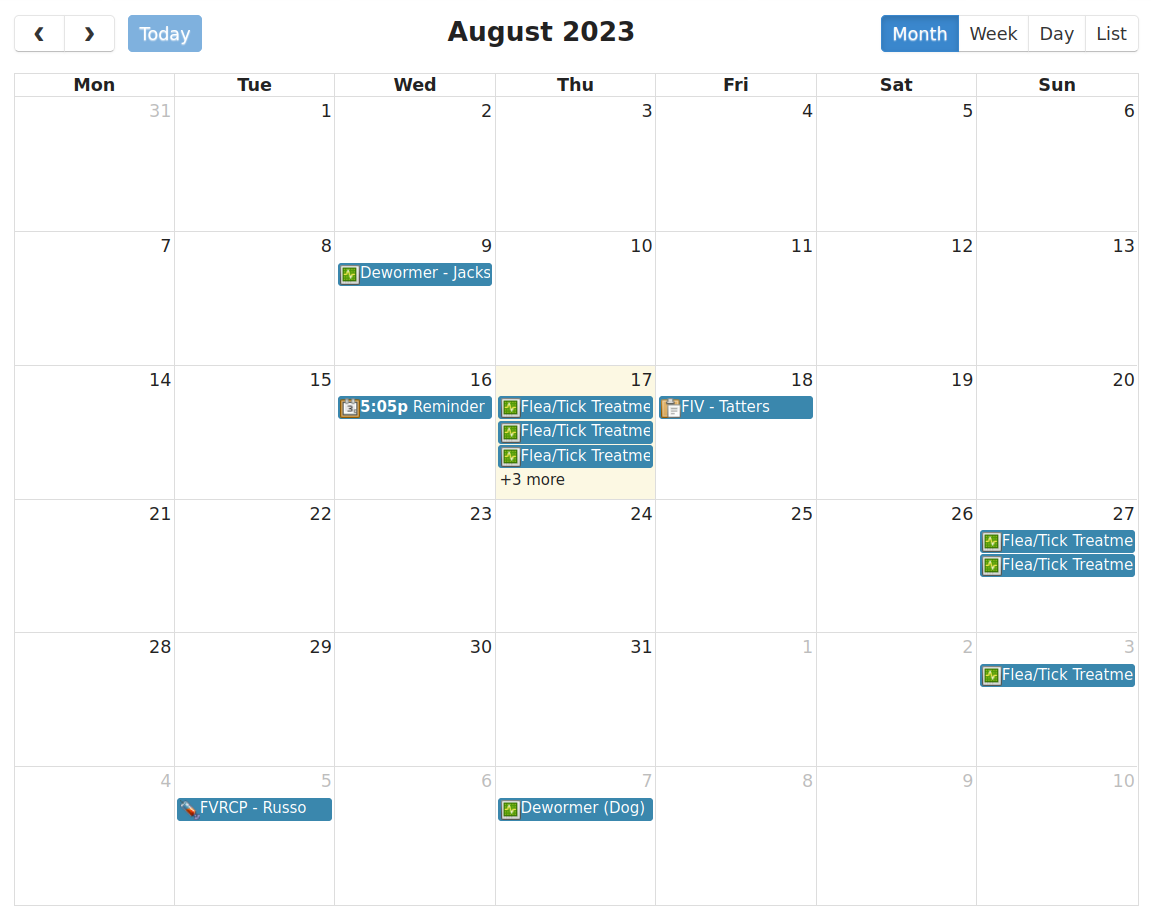 ❮ ❯ Today August 2023 Month Week Day List
Mon Tue Wed Thu Fri Sat Sun
31 1 2 3 4 5 6
7 8 9 10 11 12 13
Dewormer - Jacks
14 15 16 17 18 19 20
5:05p Reminder Flea/Tick Treatme FIV - Tatters
Flea/Tick Treatme
Flea/Tick Treatme
+3 more
21 22 23 24 25 26 27
Flea/Tick Treatme
Flea/Tick Treatme
28 29 30 31 1 2 3
Flea/Tick Treatme
4 5 6 7 8 9 10
FVRCP - Russo Dewormer (Dog)